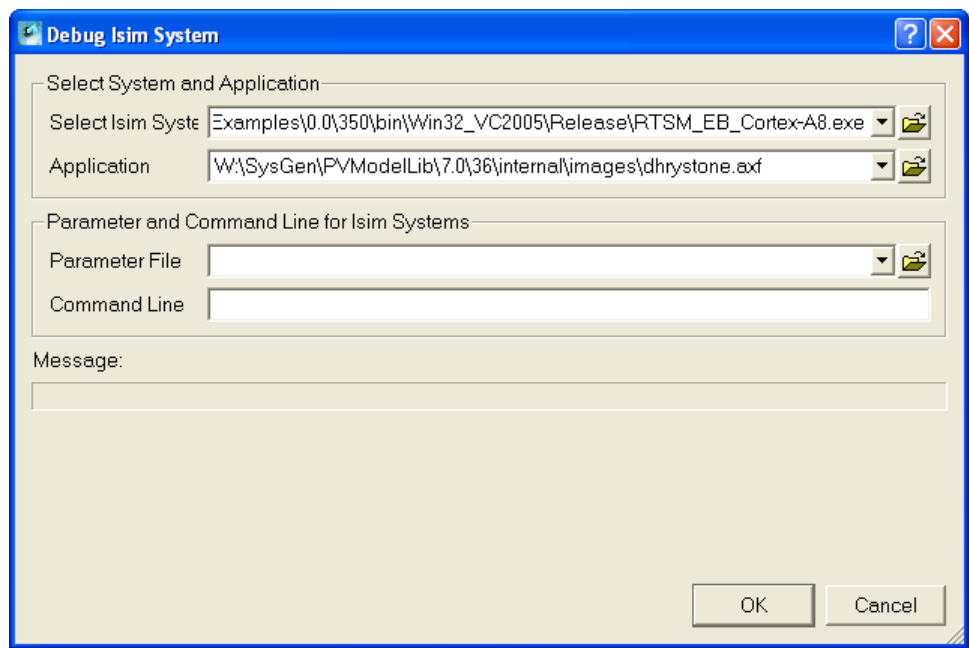 Debug Isim System
Select System and Application
Select Isim Syste Examples\0.0\350\bin\Win32_VC2005\Release\RTSM_EB_Cortex-A8.exe
Application W:\SysGen\PVModelLib\7.0\36\internal\images\dhrystone.axf
Parameter and Command Line for Isim Systems
Parameter File
Command Line
Message:
OK Cancel